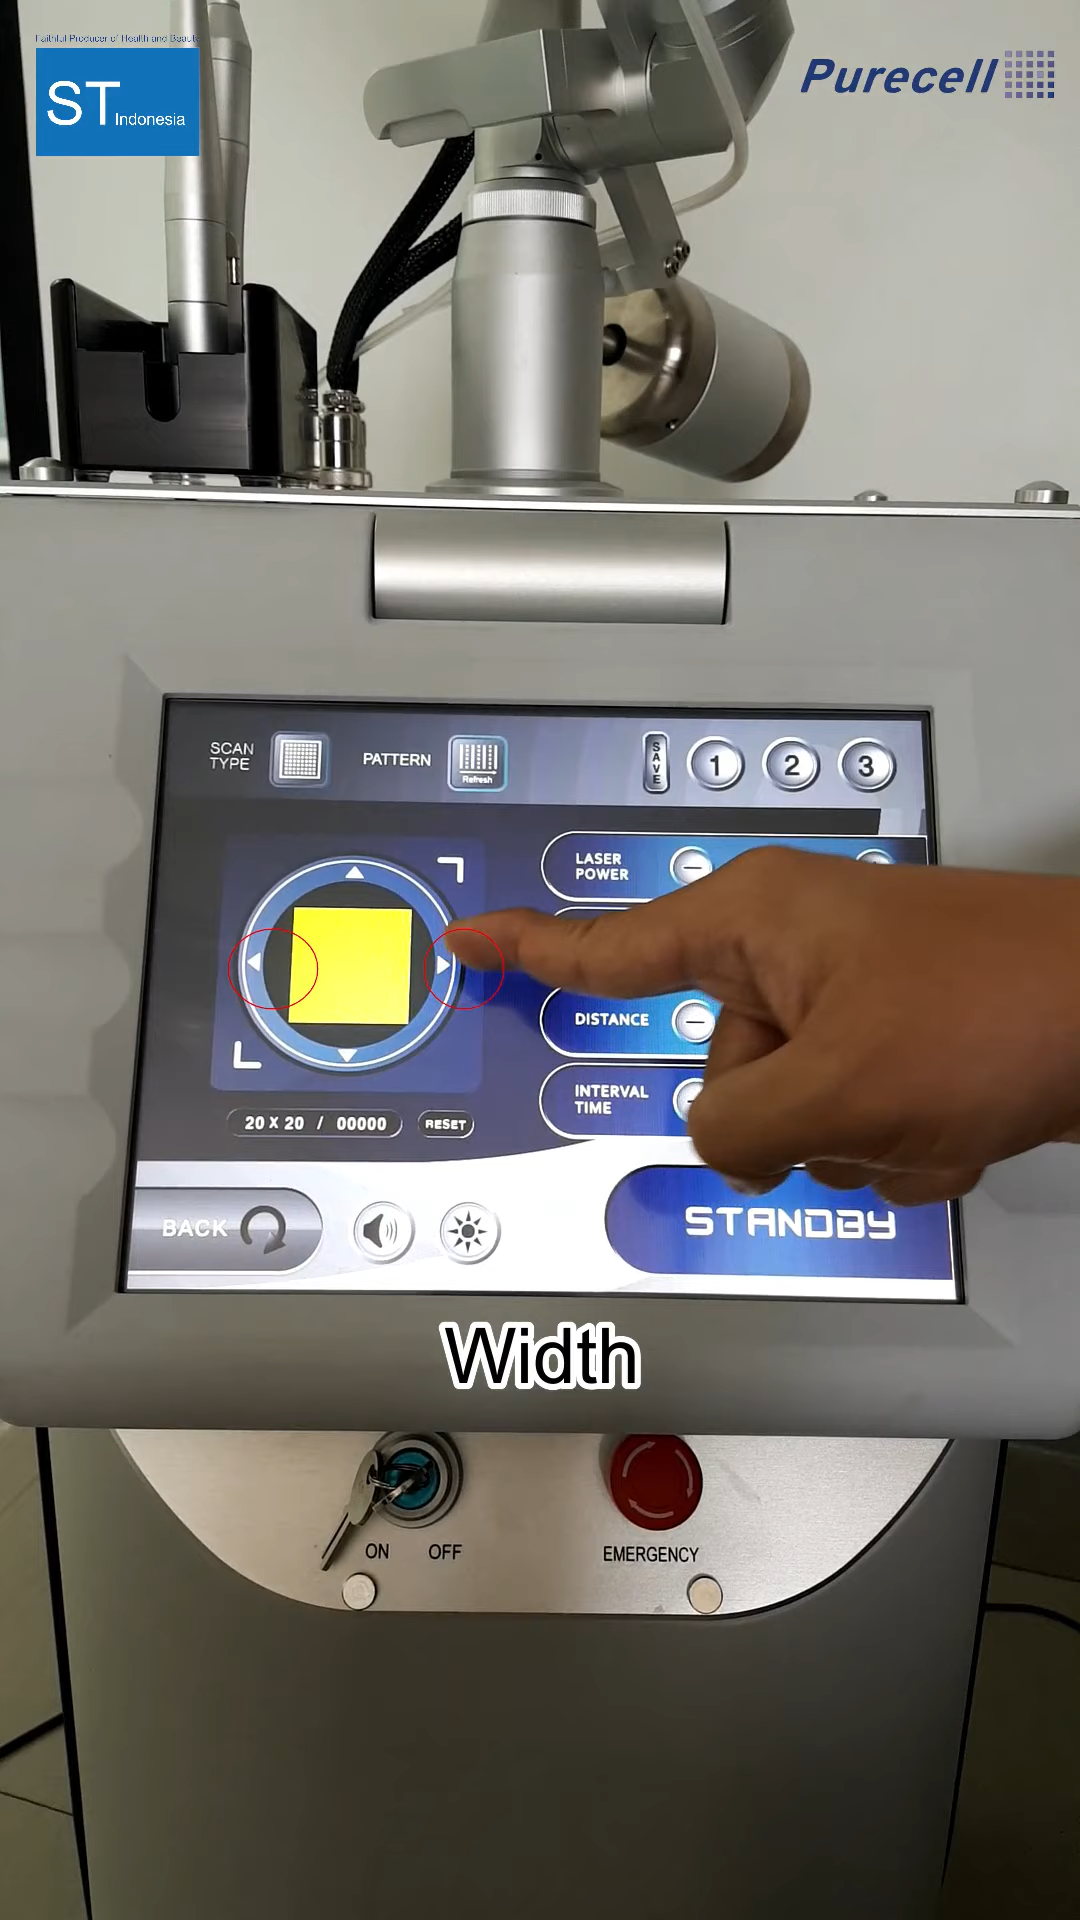 Faithful Producer of Health and Beauty
ST Indonesia
Purecell
SCAN TYPE
PATTERN
Refresh
SAVE
1
2
3
LASER POWER
DISTANCE
INTERVAL TIME
20 X 20 / 00000
RESET
BACK
STANDBY
Width
ON
OFF
EMERGENCY